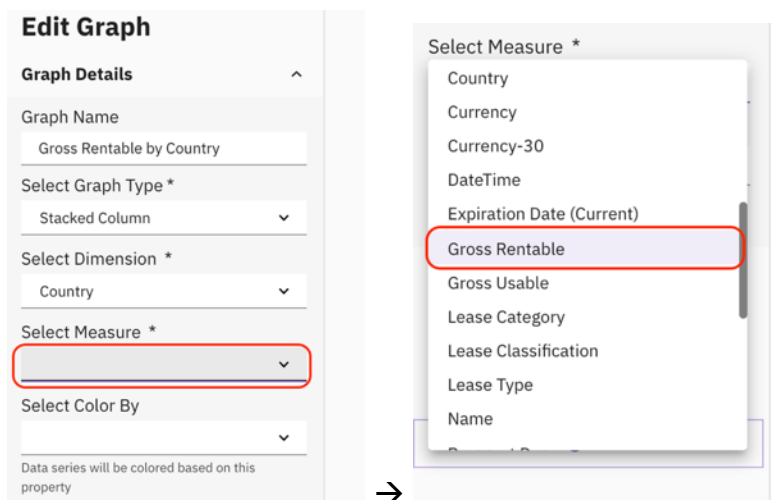 Edit Graph
Graph Details
Graph Name
Gross Rentable by Country
Select Graph Type *
Stacked Column
Select Dimension *
Country
Select Measure *
Select Color By
Data series will be colored based on this
property
→
Select Measure *
Country
Currency
Currency-30
DateTime
Expiration Date (Current)
Gross Rentable
Gross Usable
Lease Category
Lease Classification
Lease Type
Name